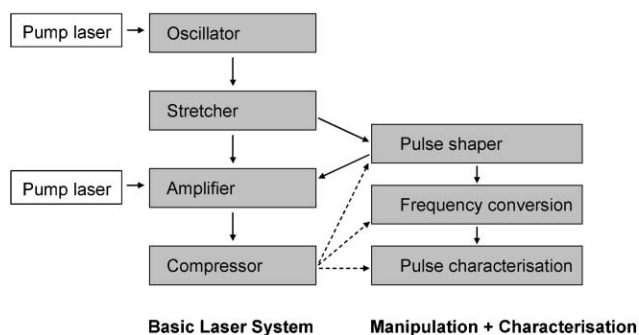 Pump laser
Oscillator
Stretcher
Pulse shaper
Pump laser
Amplifier
Frequency conversion
Compressor
Pulse characterisation
Basic Laser System
Manipulation + Characterisation